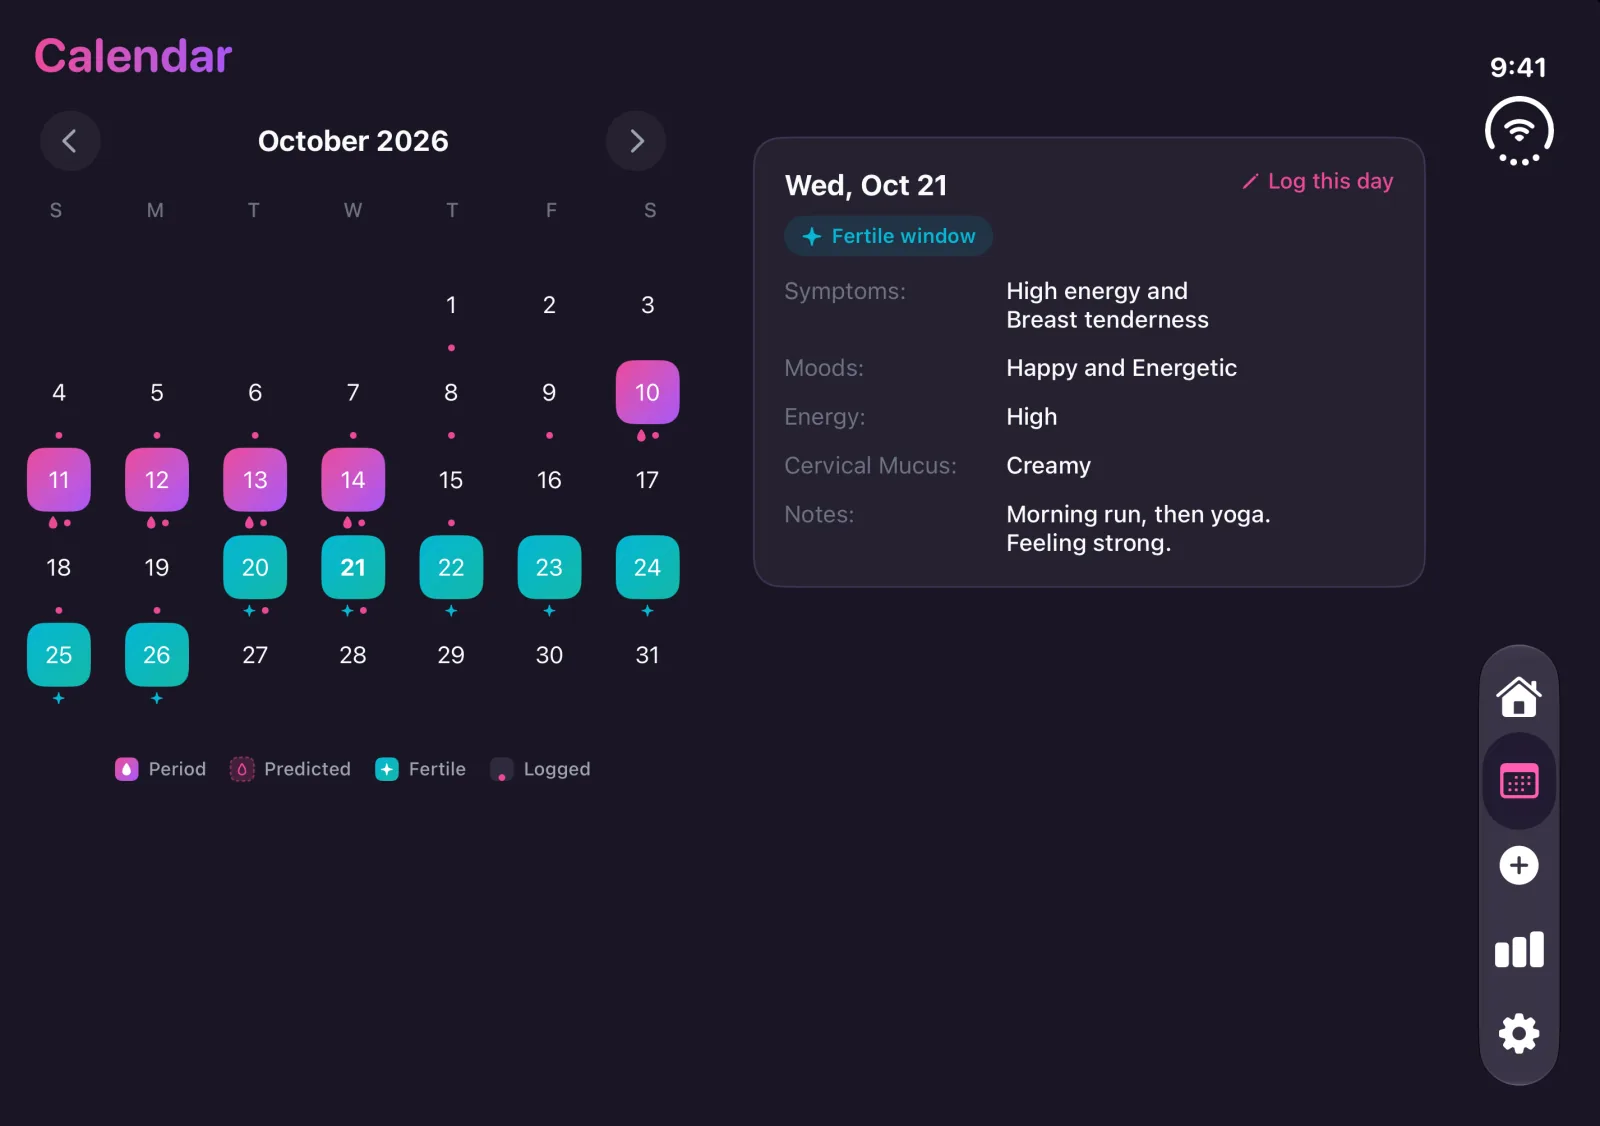 Calendar
9:41
October 2026
S M T W T F S
1 2 3
4 5 6 7 8 9 10
11 12 13 14 15 16 17
18 19 20 21 22 23 24
25 26 27 28 29 30 31
Period Predicted Fertile Logged
Wed, Oct 21
Log this day
Fertile window
Symptoms: High energy and
Breast tenderness
Moods: Happy and Energetic
Energy: High
Cervical Mucus: Creamy
Notes: Morning run, then yoga.
Feeling strong.